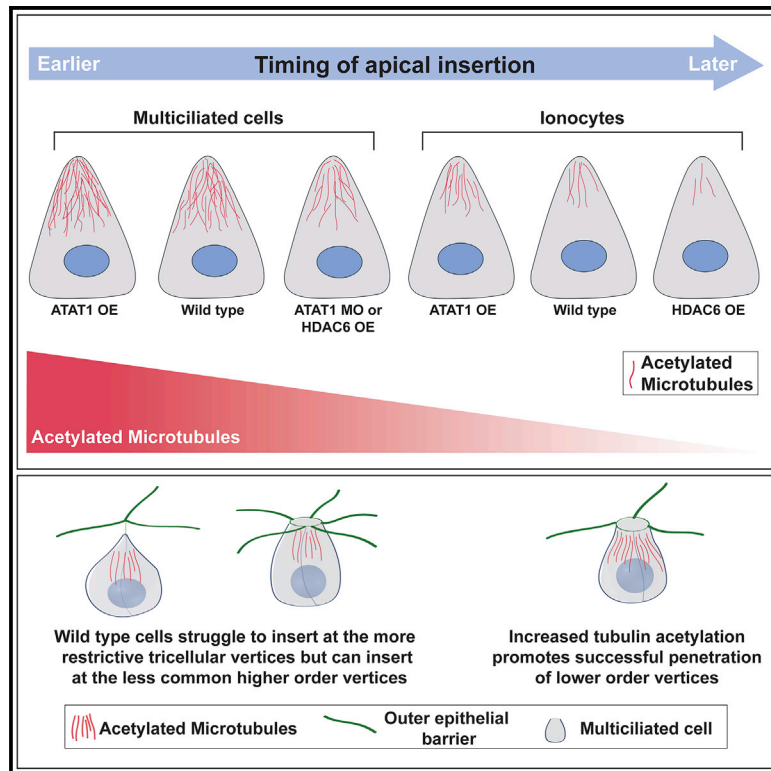 Earlier
Timing of apical insertion
Later
Multiciliated cells
Ionocytes
ATAT1 OE
Wild type
ATAT1 MO or
HDAC6 OE
ATAT1 OE
Wild type
HDAC6 OE
Acetylated
Microtubules
Acetylated Microtubules
Wild type cells struggle to insert at the more
restrictive tricellular vertices but can insert
at the less common higher order vertices
Increased tubulin acetylation
promotes successful penetration
of lower order vertices
Acetylated Microtubules
Outer epithelial
barrier
Multiciliated cell